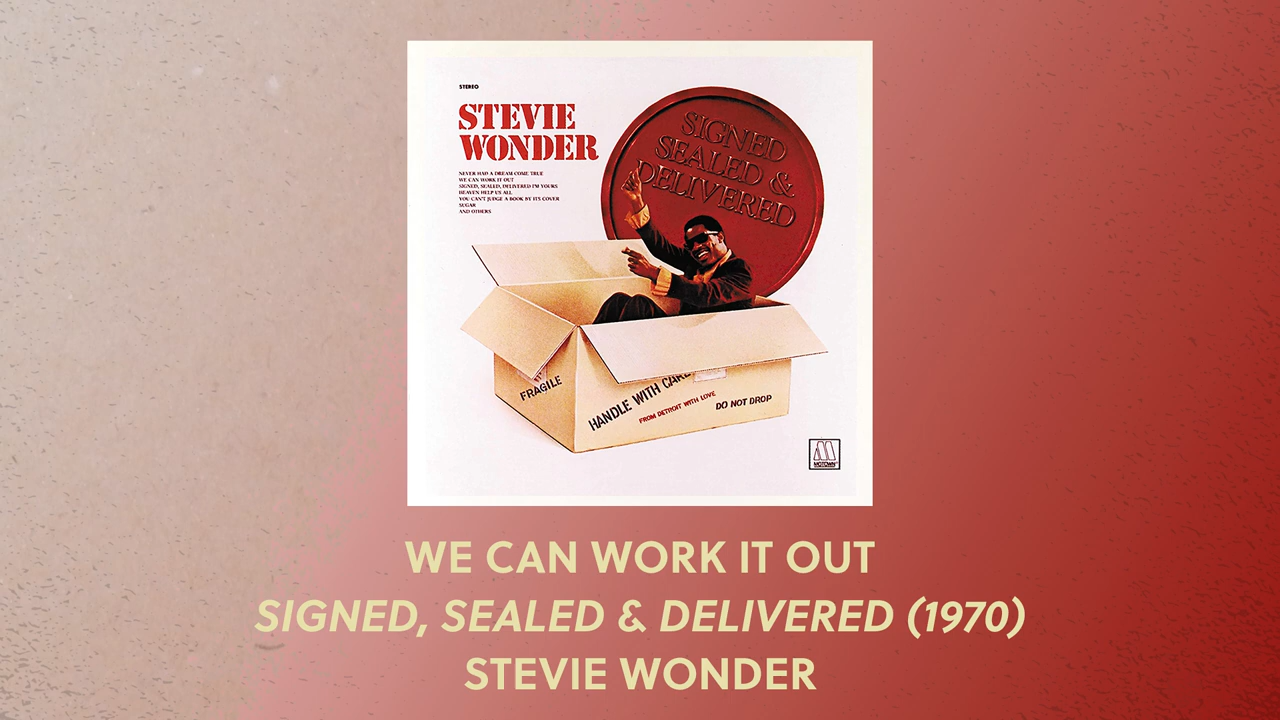 STEREO
STEVIE
WONDER
NEVER HAD A DREAM COME TRUE
WE CAN WORK IT OUT
SIGNED, SEALED, DELIVERED I'M YOURS
HEAVEN HELP US ALL
YOU CAN'T JUDGE A BOOK BY ITS COVER
SUGAR
AND OTHERS
SIGNED
SEALED &
DELIVERED
FRAGILE
HANDLE WITH CARE
FROM DETROIT WITH LOVE
DO NOT DROP
MOTOWN
WE CAN WORK IT OUT
SIGNED, SEALED & DELIVERED (1970)
STEVIE WONDER